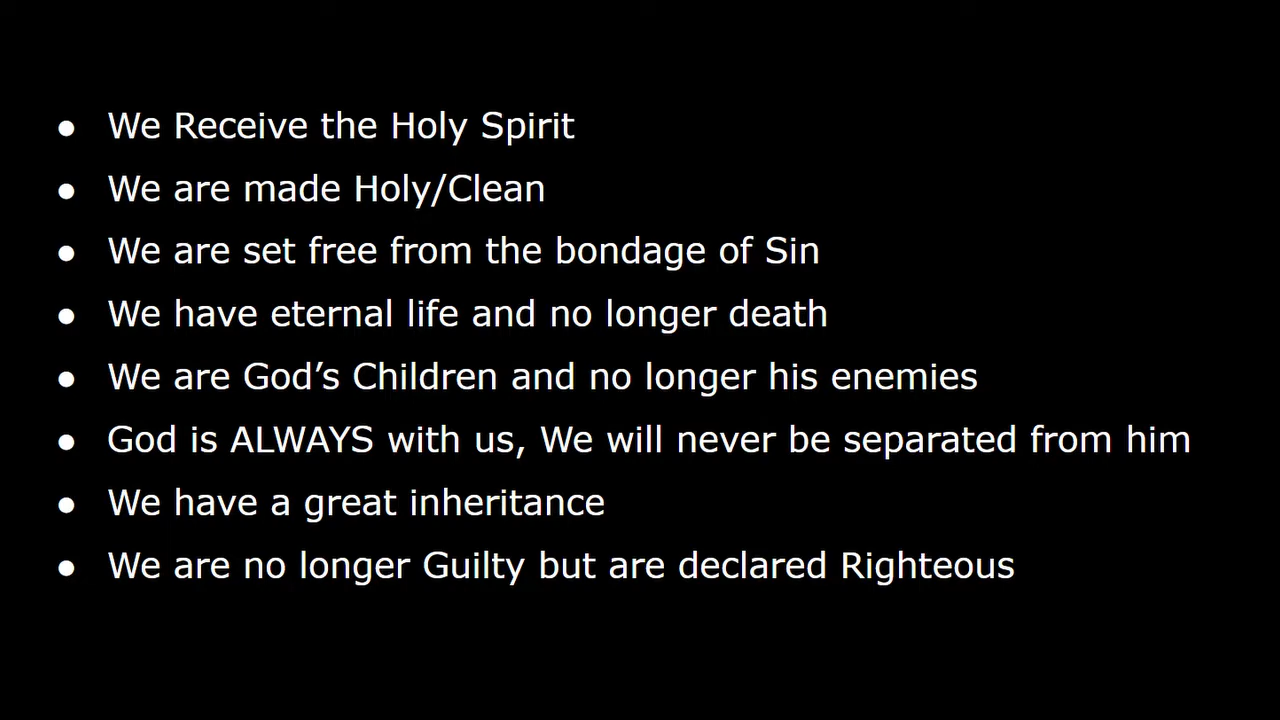 ● We Receive the Holy Spirit
● We are made Holy/Clean
● We are set free from the bondage of Sin
● We have eternal life and no longer death
● We are God’s Children and no longer his enemies
● God is ALWAYS with us, We will never be separated from him
● We have a great inheritance
● We are no longer Guilty but are declared Righteous